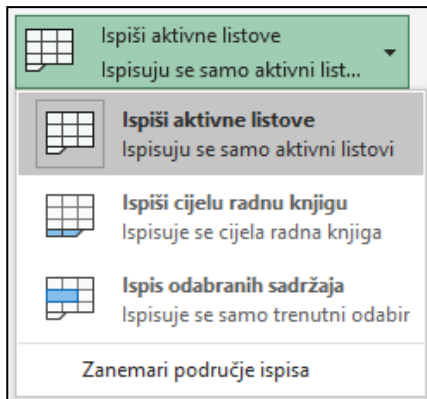 Ispiši aktivne listove
Ispisuju se samo aktivni list...
Ispiši aktivne listove
Ispisuju se samo aktivni listovi
Ispiši cijelu radnu knjigu
Ispisuje se cijela radna knjiga
Ispis odabranih sadržaja
Ispisuje se samo trenutni odabir
Zanemari područje ispisa